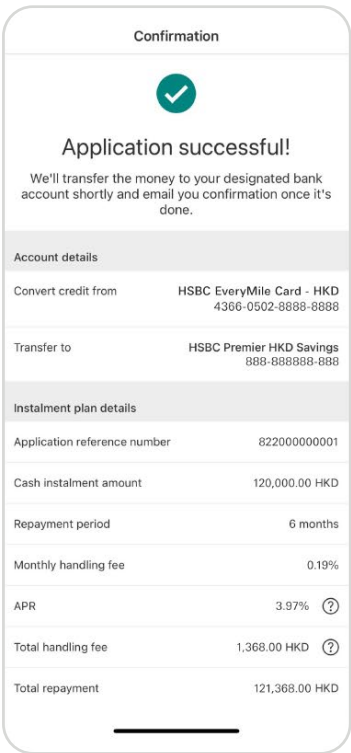 Confirmation
Application successful!
We'll transfer the money to your designated bank
account shortly and email you confirmation once it's
done.
Account details
Convert credit from HSBC EveryMile Card - HKD
4366-0502-8888-8888
Transfer to HSBC Premier HKD Savings
888-888888-888
Instalment plan details
Application reference number 822000000001
Cash instalment amount 120,000.00 HKD
Repayment period 6 months
Monthly handling fee 0.19%
APR 3.97% ?
Total handling fee 1,368.00 HKD ?
Total repayment 121,368.00 HKD